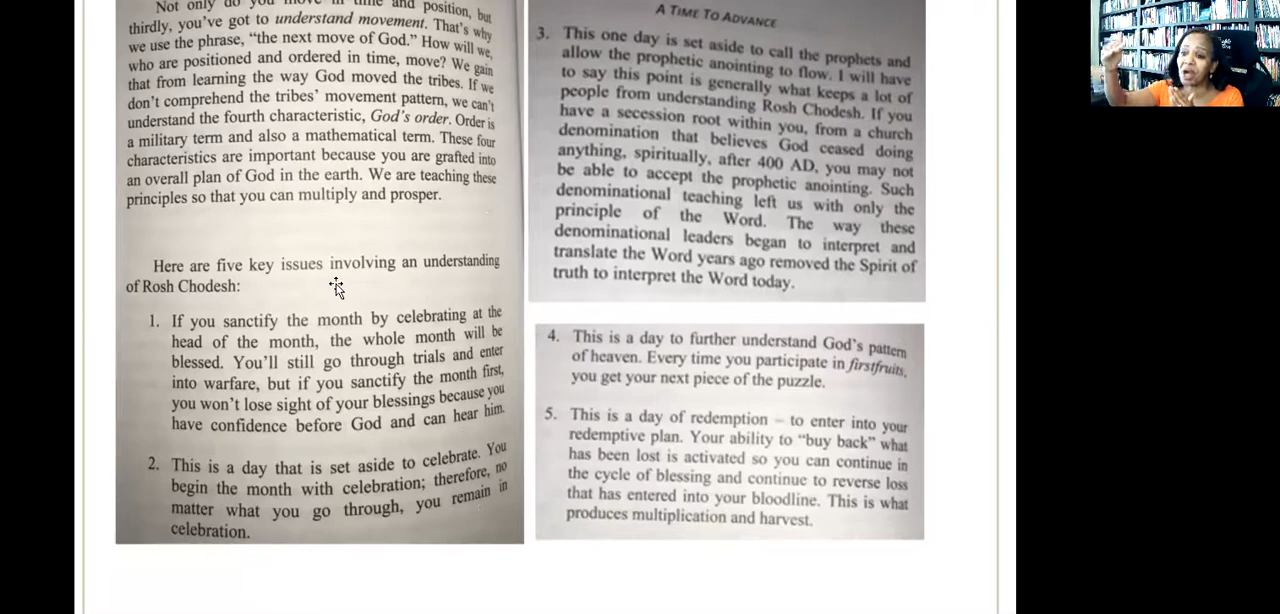 Not only do you move in time and position, but
thirdly, you've got to understand movement. That's why
we use the phrase, "the next move of God." How will we,
who are positioned and ordered in time, move? We gain
that from learning the way God moved the tribes. If we
don't comprehend the tribes' movement pattern, we can't
understand the fourth characteristic, God's order. Order is
a military term and also a mathematical term. These four
characteristics are important because you are grafted into
an overall plan of God in the earth. We are teaching these
principles so that you can multiply and prosper.
Here are five key issues involving an understanding
of Rosh Chodesh:
1. If you sanctify the month by celebrating at the
head of the month, the whole month will be
blessed. You'll still go through trials and enter
into warfare, but if you sanctify the month first,
you won't lose sight of your blessings because you
have confidence before God and can hear him.
2. This is a day that is set aside to celebrate. You
begin the month with celebration; therefore, no
matter what you go through, you remain in
celebration.
A TIME TO ADVANCE
3. This one day is set aside to call the prophets and
allow the prophetic anointing to flow. I will have
to say this point is generally what keeps a lot of
people from understanding Rosh Chodesh. If you
have a secession root within you, from a church
denomination that believes God ceased doing
anything, spiritually, after 400 AD, you may not
be able to accept the prophetic anointing. Such
denominational teaching left us with only the
principle of the Word. The way these
denominational leaders began to interpret and
translate the Word years ago removed the Spirit of
truth to interpret the Word today.
4. This is a day to further understand God's pattern
of heaven. Every time you participate in firstfruits,
you get your next piece of the puzzle.
5. This is a day of redemption – to enter into your
redemptive plan. Your ability to "buy back" what
has been lost is activated so you can continue in
the cycle of blessing and continue to reverse loss
that has entered into your bloodline. This is what
produces multiplication and harvest.